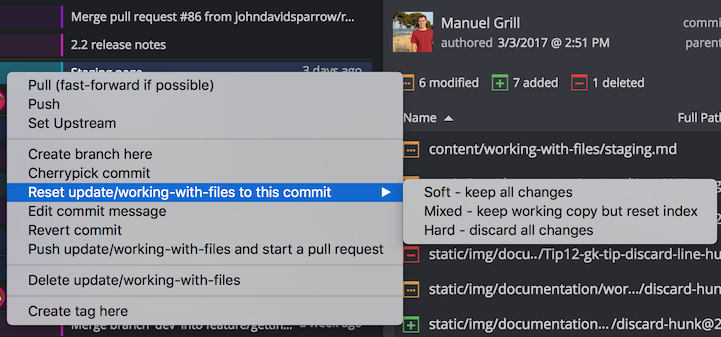 Merge pull request #86 from johndavidsparrow/r...
2.2 release notes
3 days ago
Pull (fast-forward if possible)
Push
Set Upstream
Create branch here
Cherrypick commit
Reset update/working-with-files to this commit
Edit commit message
Revert commit
Push update/working-with-files and start a pull request
Delete update/working-with-files
Create tag here
Merge branch 'dev' into feature/gettin...
a week ago
Soft - keep all changes
Mixed - keep working copy but reset index
Hard - discard all changes
Manuel Grill
authored 3/3/2017 @ 2:51 PM
commi
paren
6 modified
7 added
1 deleted
Name
Full Pat
content/working-with-files/staging.md
static/img/docu.../Tip12-gk-tip-discard-line-hu
static/img/documentation/wor.../discard-hunk
static/img/documentation.../discard-hunk@2